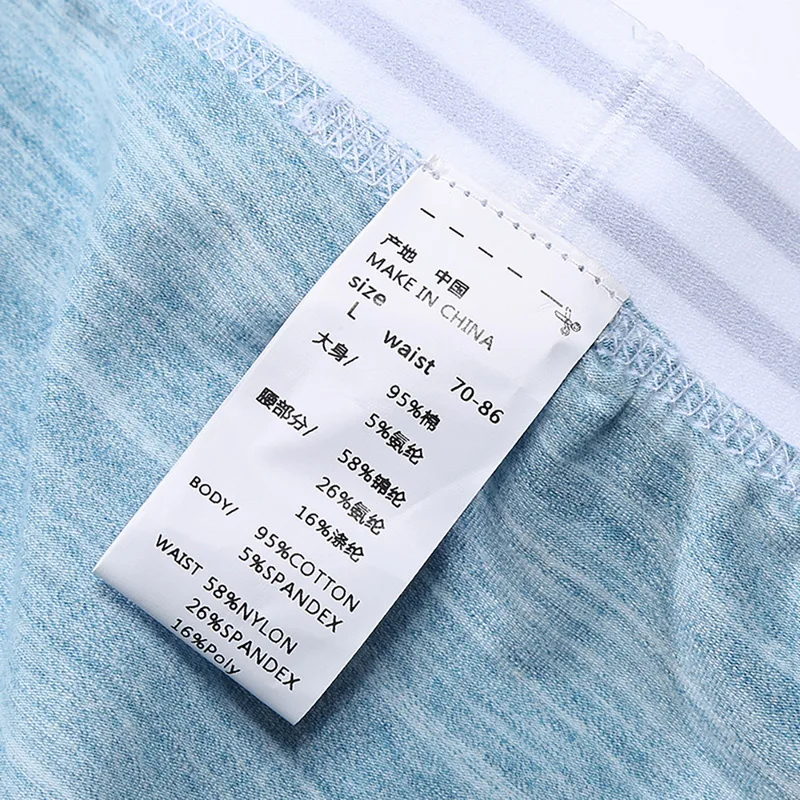 产地 中国
MAKE IN CHINA
size
L waist 70-86
大身/ 95%棉
5%氨纶
腰部分/ 58%锦纶
26%氨纶
16%涤纶
BODY/ 95%COTTON
5%SPANDEX
WAIST 58%NYLON
26%SPANDEX
16%Poly